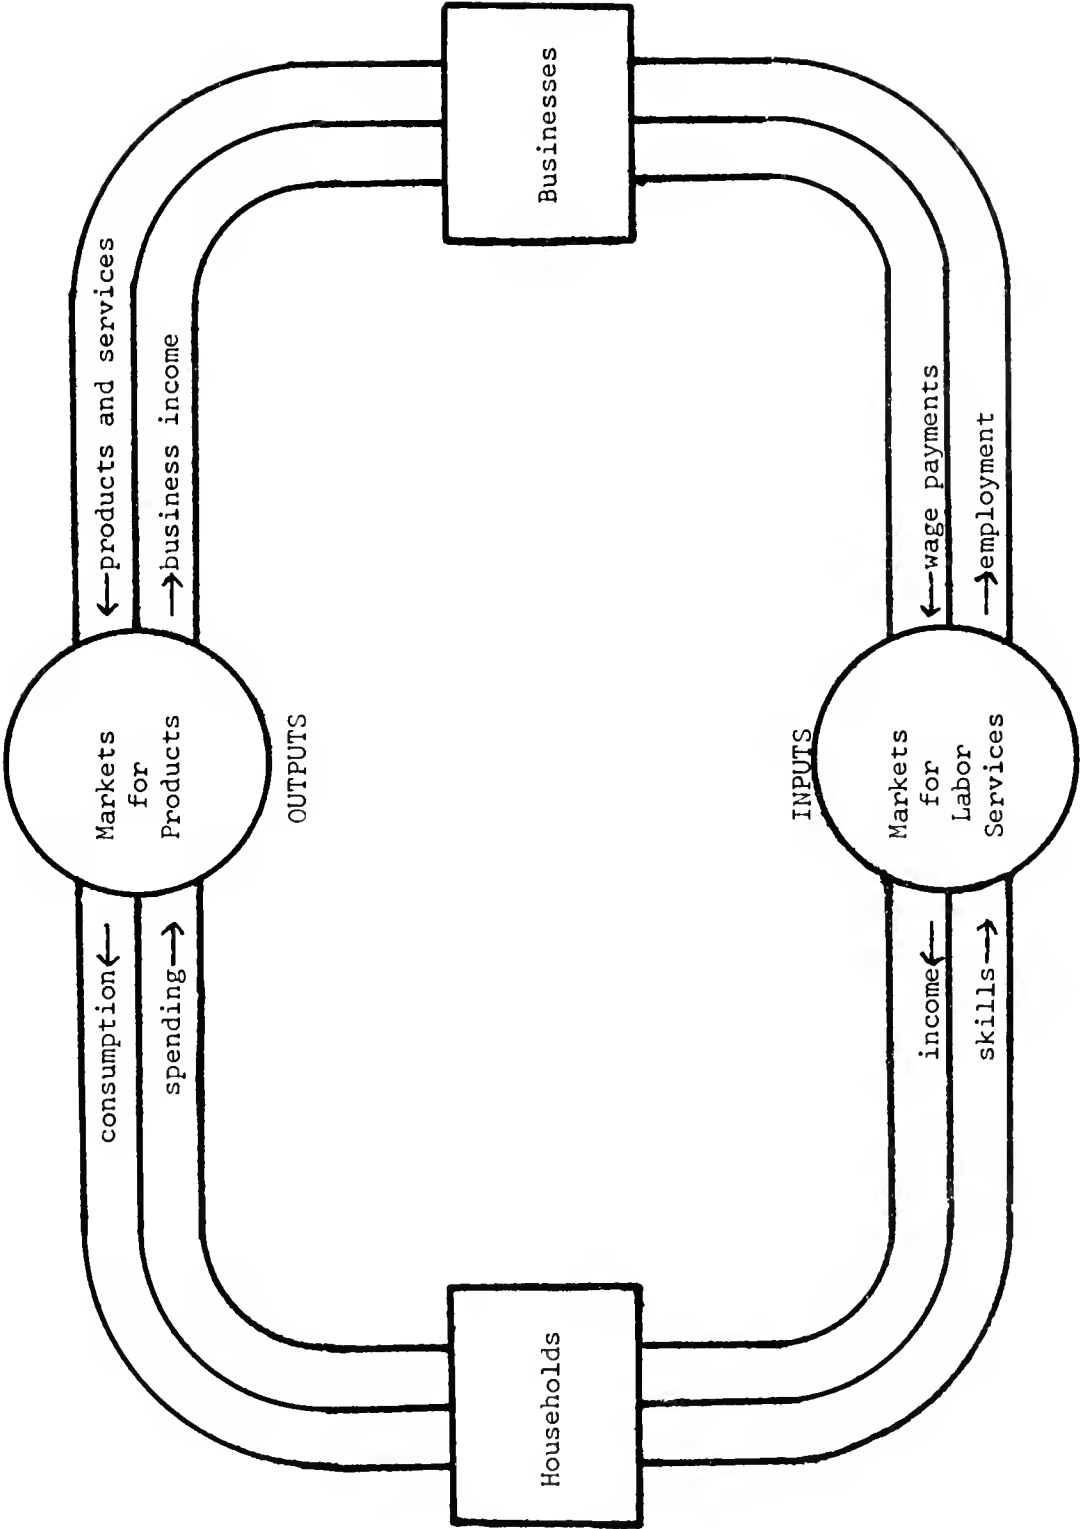 consumption←
←products and services
spending→
→business income
Markets
for
Products
OUTPUTS
Households
Businesses
INPUTS
Markets
for
Labor
Services
income←
←wage payments
skills→
→employment